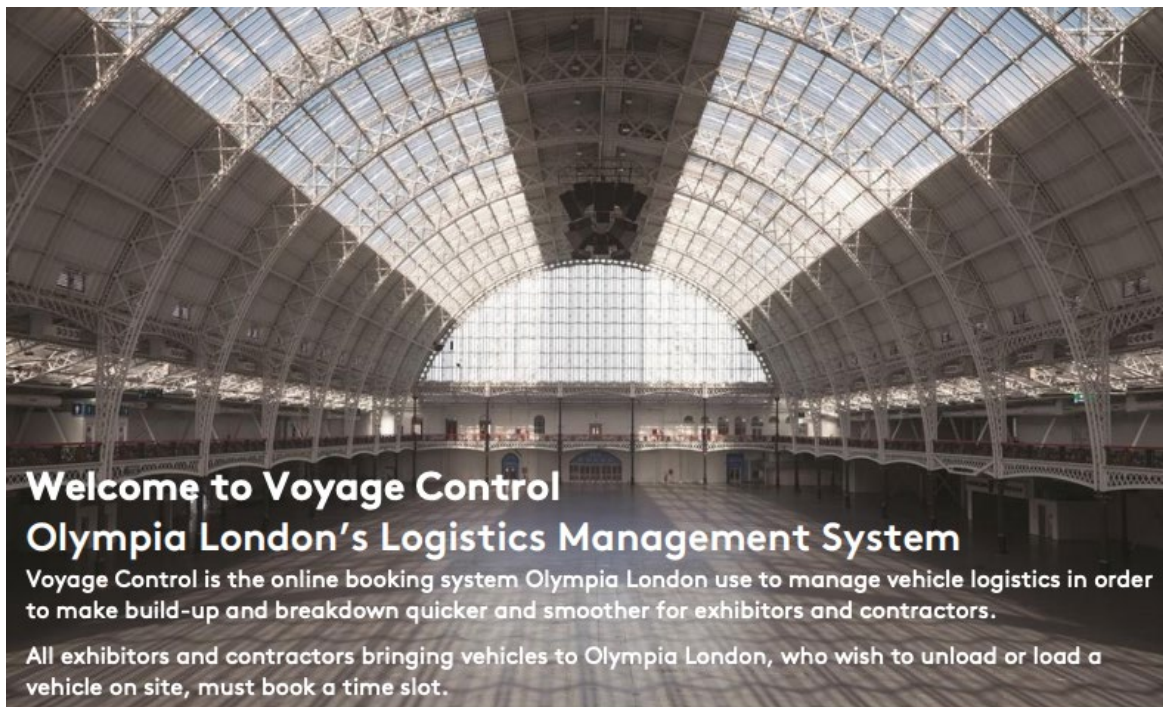 Welcome to Voyage Control
Olympia London's Logistics Management System
Voyage Control is the online booking system Olympia London use to manage vehicle logistics in order
to make build-up and breakdown quicker and smoother for exhibitors and contractors.
All exhibitors and contractors bringing vehicles to Olympia London, who wish to unload or load a
vehicle on site, must book a time slot.